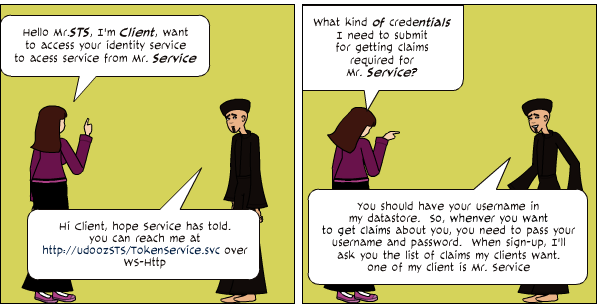 Hello Mr.STS, I'm Client, want
to access your identity service
to acess service from Mr. Service
Hi Client, hope Service has told.
you can reach me at
http://udoozSTS/TokenService.svc over
WS-Http
What kind of credentials
I need to submit
for getting claims
required for
Mr. Service?
You should have your username in
my datastore. So, whenver you want
to get claims about you, you need to pass your
username and password. When sign-up, I'll
ask you the list of claims my clients want.
one of my client is Mr. Service